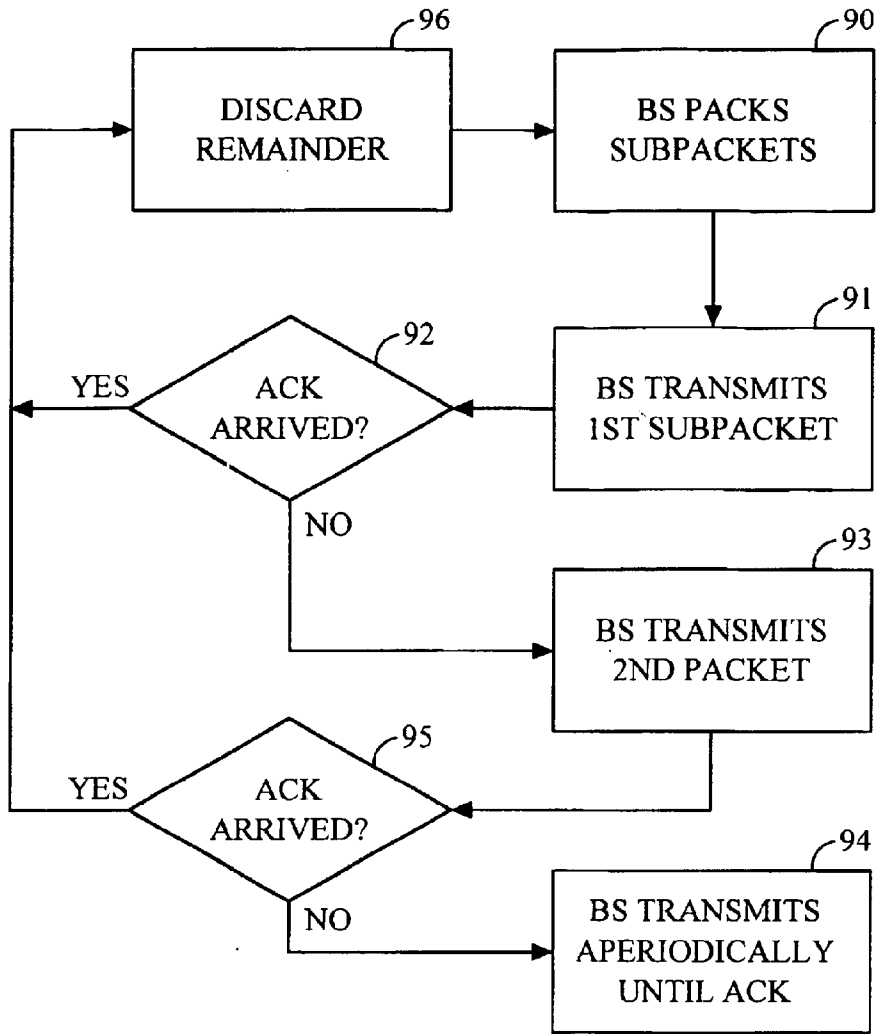 96
DISCARD
REMAINDER
90
BS PACKS
SUBPACKETS
91
BS TRANSMITS
1ST SUBPACKET
92
ACK
ARRIVED?
YES
NO
93
BS TRANSMITS
2ND PACKET
95
ACK
ARRIVED?
YES
NO
94
BS TRANSMITS
APERIODICALLY
UNTIL ACK